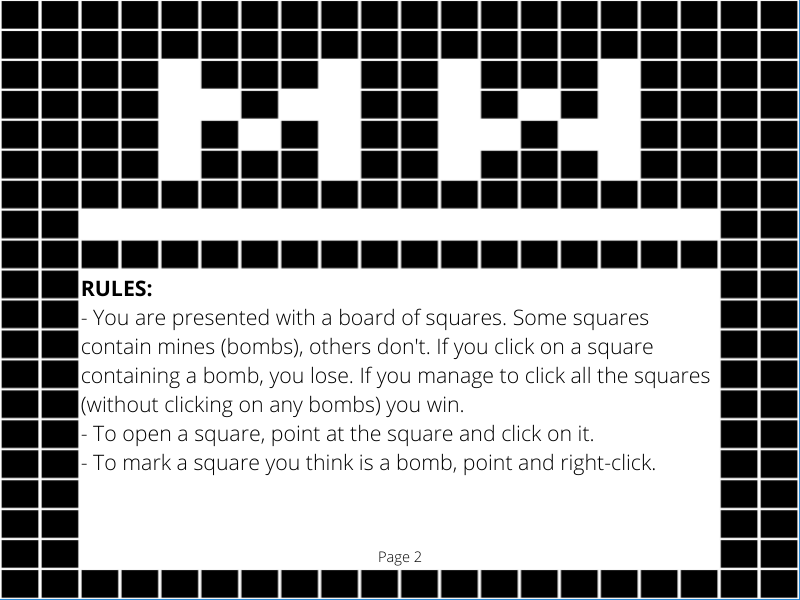 MW
RULES:
- You are presented with a board of squares. Some squares
contain mines (bombs), others don't. If you click on a square
containing a bomb, you lose. If you manage to click all the squares
(without clicking on any bombs) you win.
- To open a square, point at the square and click on it.
- To mark a square you think is a bomb, point and right-click.
Page 2